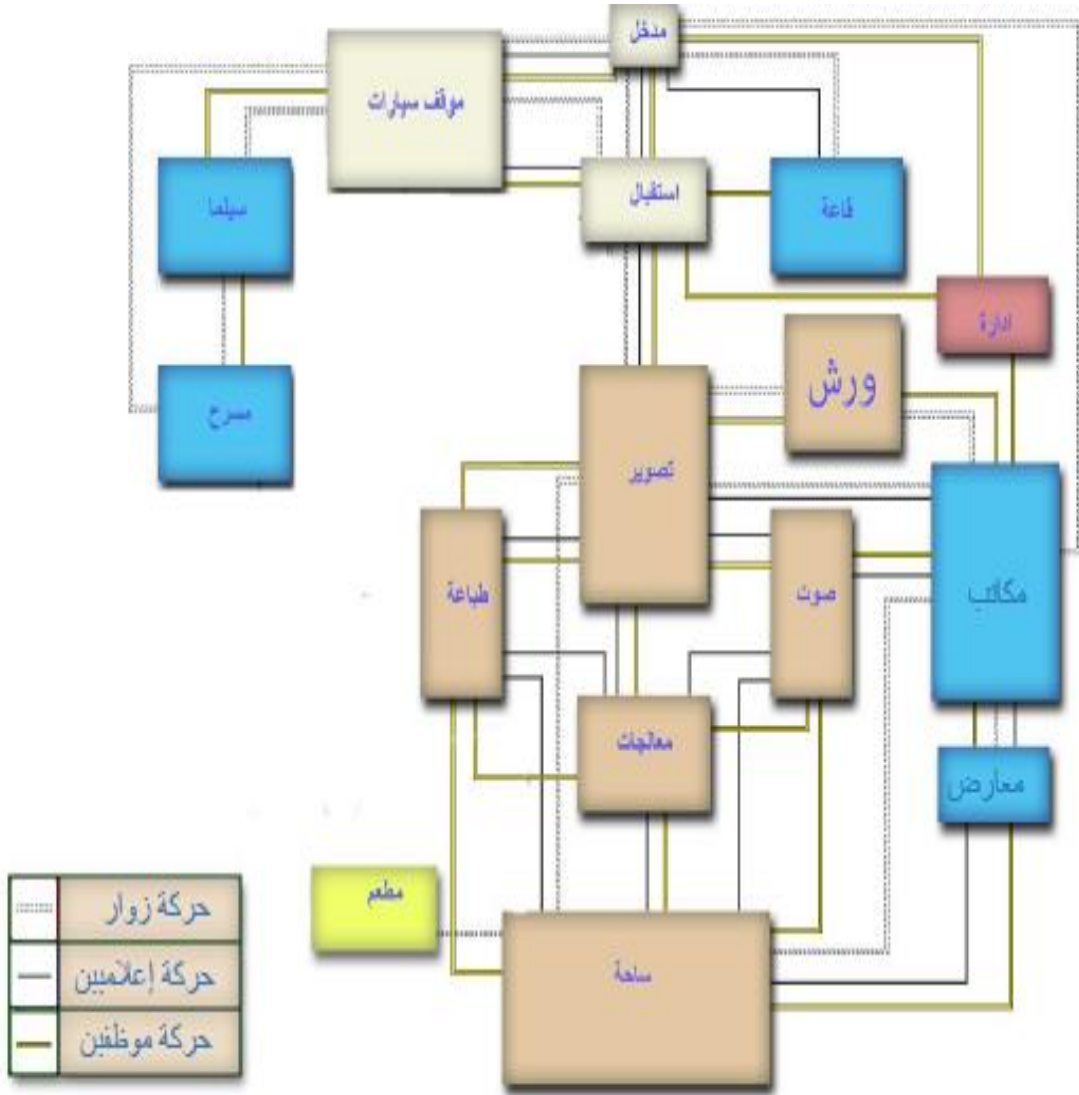 مدخل
موقف سيارات
استقبال
قاعة
سينما
ادارة
ورش
مسرح
تصوير
طباعة
صوت
مكاتب
معالجات
معارض
مطعم
ساحة
حركة زوار
حركة إعلاميين
حركة موظفين